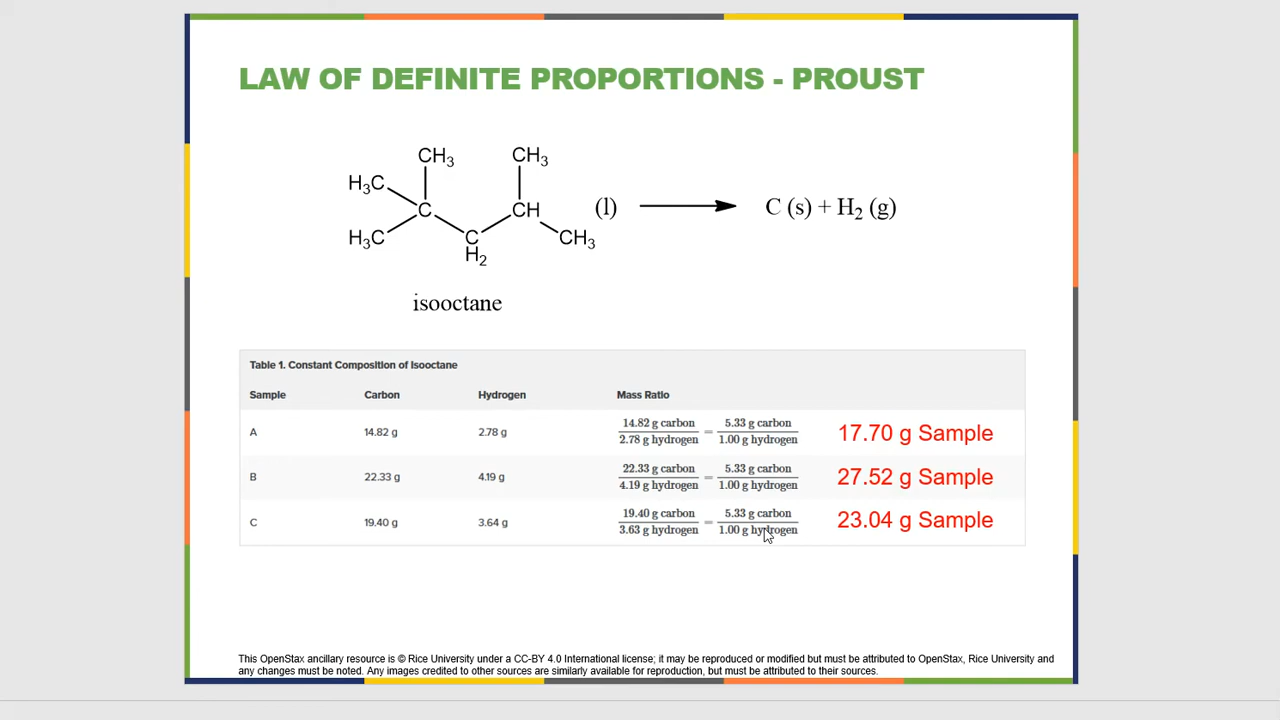 LAW OF DEFINITE PROPORTIONS - PROUST
CH3 CH3
H3C
C CH (l) C (s) + H2 (g)
H3C C CH3
H2
isooctane
Table 1. Constant Composition of Isooctane
Sample Carbon Hydrogen Mass Ratio
A 14.82 g 2.78 g 14.82 g carbon / 2.78 g hydrogen = 5.33 g carbon / 1.00 g hydrogen 17.70 g Sample
B 22.33 g 4.19 g 22.33 g carbon / 4.19 g hydrogen = 5.33 g carbon / 1.00 g hydrogen 27.52 g Sample
C 19.40 g 3.64 g 19.40 g carbon / 3.63 g hydrogen = 5.33 g carbon / 1.00 g hydrogen 23.04 g Sample
This OpenStax ancillary resource is © Rice University under a CC-BY 4.0 International license; it may be reproduced or modified but must be attributed to OpenStax, Rice University and
any changes must be noted. Any images credited to other sources are similarly available for reproduction, but must be attributed to their sources.